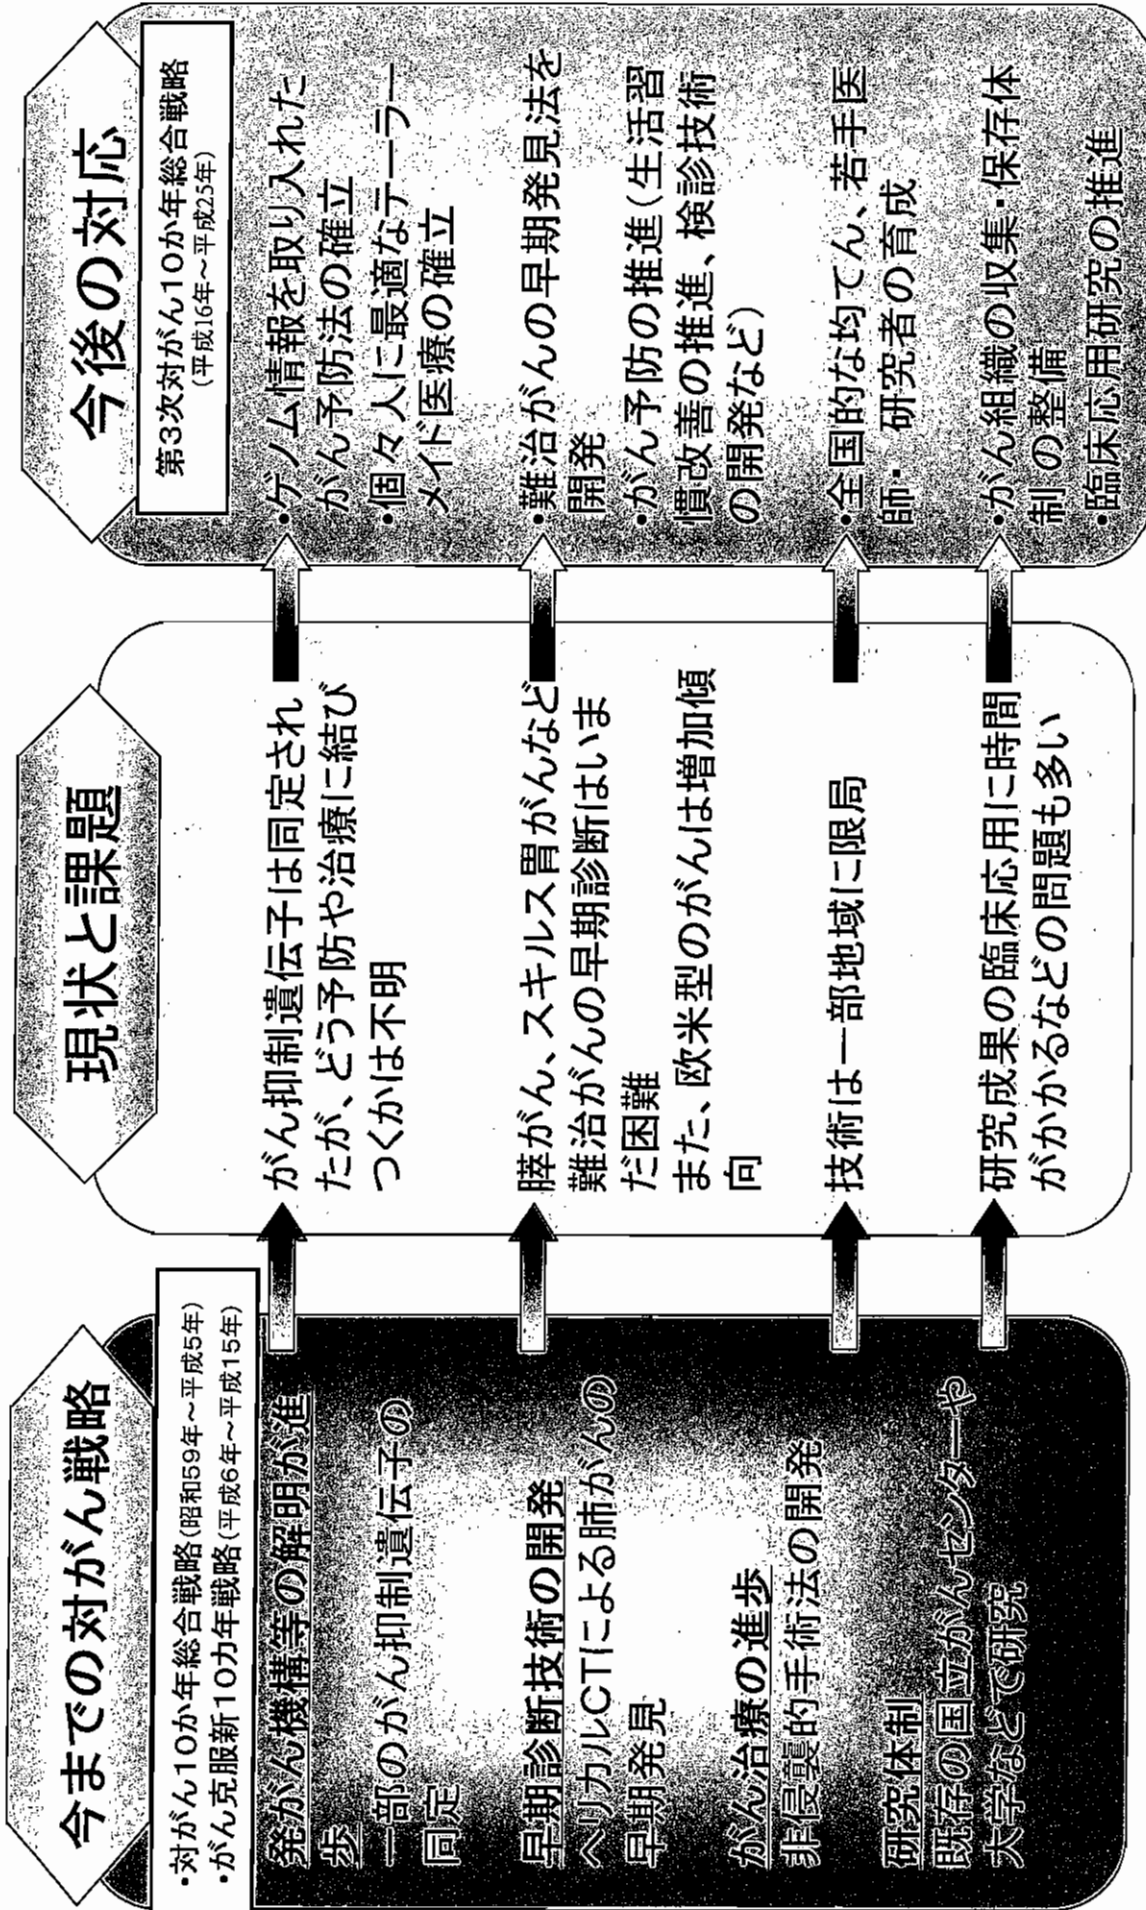 今までの対がん戦略
・対がん10か年総合戦略(昭和59年～平成5年)
・がん克服新10カ年戦略(平成6年～平成15年)
発がん機構等の解明が進
歩
一部のがん抑制遺伝子の
同定
早期診断技術の開発
ヘリカルCTによる肺がんの
早期発見
がん治療の進歩
非侵襲的手術法の開発
研究体制
既存の国立がんセンターや
大学などで研究
現状と課題
がん抑制遺伝子は同定され
たが、どう予防や治療に結び
つくかは不明
膵がん、スキルス胃がんなど
難治がんの早期診断はいま
だ困難
また、欧米型のがんは増加傾
向
技術は一部地域に限局
研究成果の臨床応用に時間
がかかるなどの問題も多い
今後の対応
第3次対がん10か年総合戦略
(平成16年～平成25年)
・ゲノム情報を取り入れた
がん予防法の確立
・個々人に最適なテーラー
メイド医療の確立
・難治がんの早期発見法を
開発
・がん予防の推進(生活習
慣改善の推進、検診技術
の開発など)
・全国的な均てん、若手医
師・研究者の育成
・がん組織の収集・保存体
制の整備
・臨床応用研究の推進